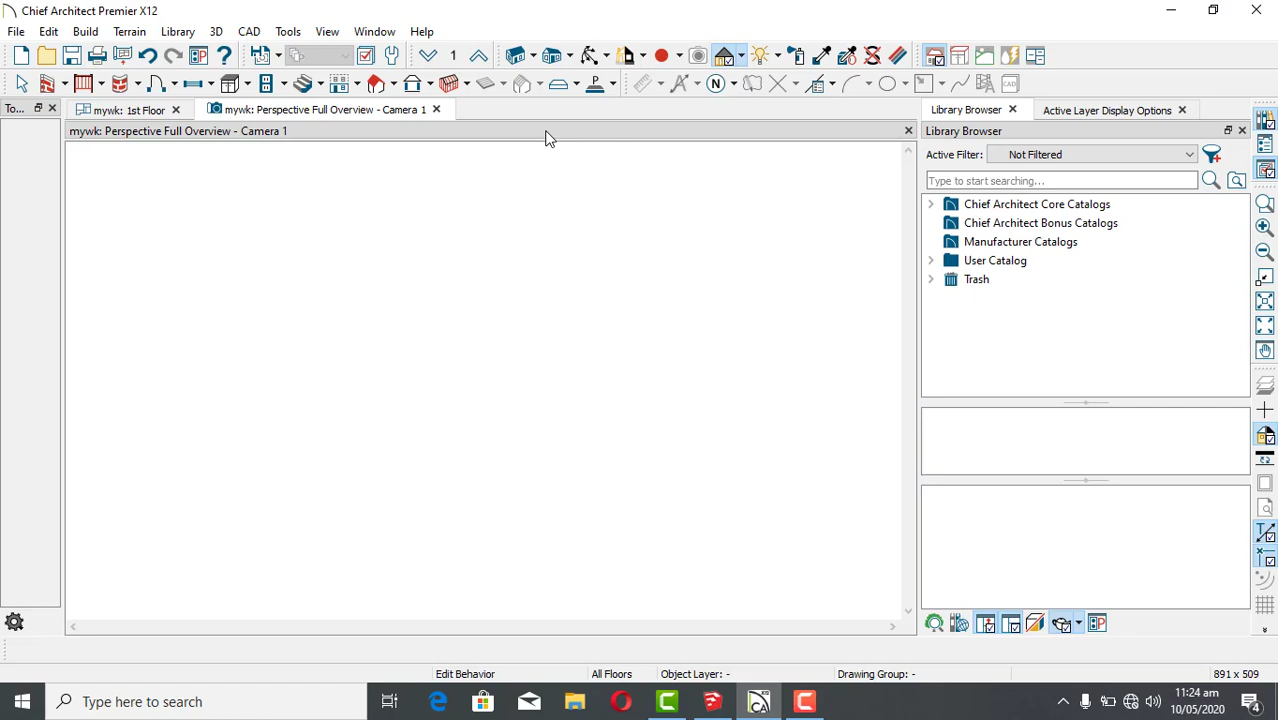 Chief Architect Premier X12
File Edit Build Terrain Library 3D CAD Tools View Window Help
1
To... mywk: 1st Floor mywk: Perspective Full Overview - Camera 1 Library Browser Active Layer Display Options
mywk: Perspective Full Overview - Camera 1 Library Browser
Active Filter: Not Filtered
Type to start searching...
Chief Architect Core Catalogs
Chief Architect Bonus Catalogs
Manufacturer Catalogs
User Catalog
Trash
Edit Behavior All Floors Object Layer: - Drawing Group: - 891 x 509
Type here to search
11:24 am
10/05/2020
4